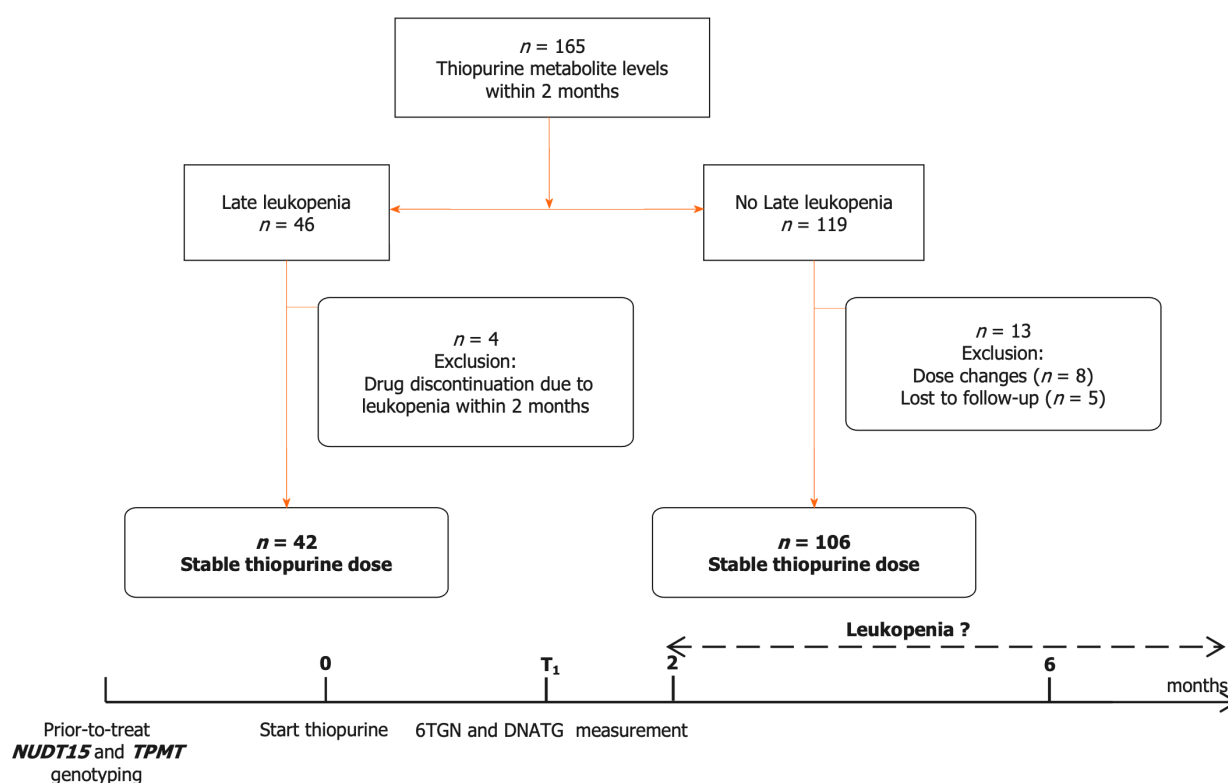 n = 165
Thiopurine metabolite levels
within 2 months
Late leukopenia
n = 46
No Late leukopenia
n = 119
n = 4
Exclusion:
Drug discontinuation due to
leukopenia within 2 months
n = 13
Exclusion:
Dose changes (n = 8)
Lost to follow-up (n = 5)
n = 42
Stable thiopurine dose
n = 106
Stable thiopurine dose
Leukopenia ?
0
T₁
2
6
months
Prior-to-treat
NUDT15 and TPMT
genotyping
Start thiopurine
6TGN and DNATG measurement